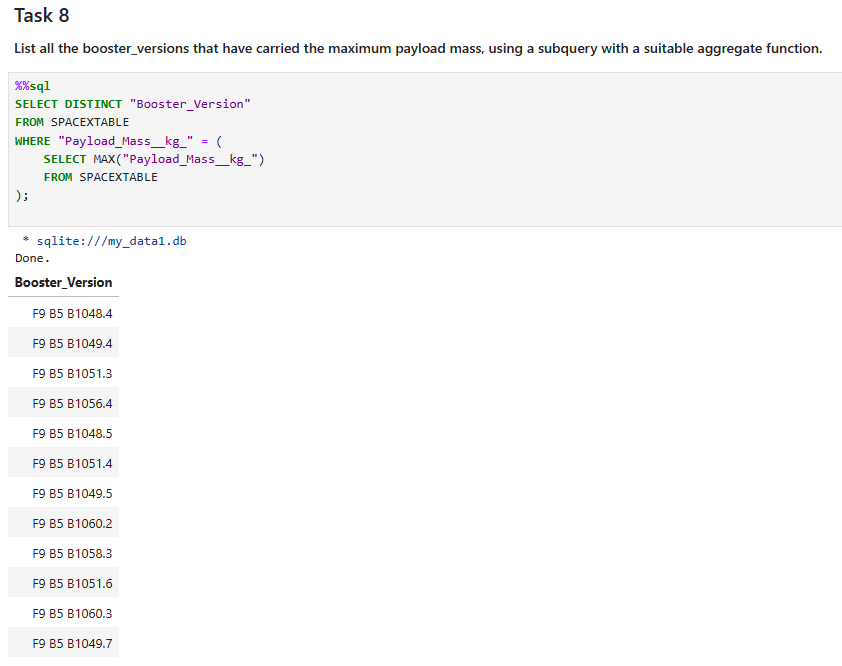 Task 8
List all the booster_versions that have carried the maximum payload mass, using a subquery with a suitable aggregate function.
%%sql
SELECT DISTINCT "Booster_Version"
FROM SPACEXTABLE
WHERE "Payload_Mass__kg_" = (
    SELECT MAX("Payload_Mass__kg_")
    FROM SPACEXTABLE
);
* sqlite:///my_data1.db
Done.
Booster_Version
F9 B5 B1048.4
F9 B5 B1049.4
F9 B5 B1051.3
F9 B5 B1056.4
F9 B5 B1048.5
F9 B5 B1051.4
F9 B5 B1049.5
F9 B5 B1060.2
F9 B5 B1058.3
F9 B5 B1051.6
F9 B5 B1060.3
F9 B5 B1049.7